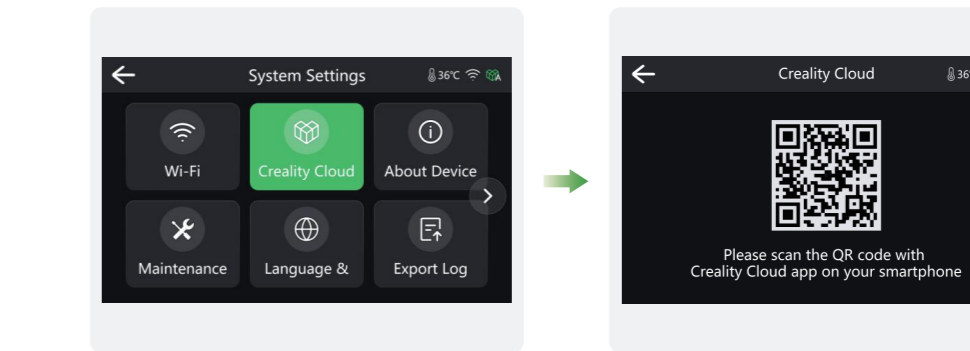 System Settings
36℃
Wi-Fi
Creality Cloud
About Device
Maintenance
Language &
Export Log
Creality Cloud
36
Please scan the QR code with
Creality Cloud app on your smartphone